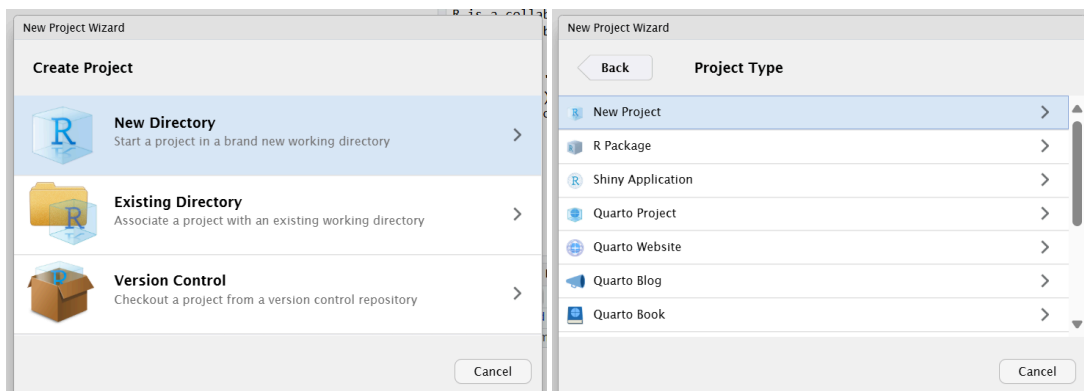 R is a collab
New Project Wizard
Create Project
New Directory
Start a project in a brand new working directory
Existing Directory
Associate a project with an existing working directory
Version Control
Checkout a project from a version control repository
Cancel
New Project Wizard
Back
Project Type
New Project
R Package
Shiny Application
Quarto Project
Quarto Website
Quarto Blog
Quarto Book
Cancel